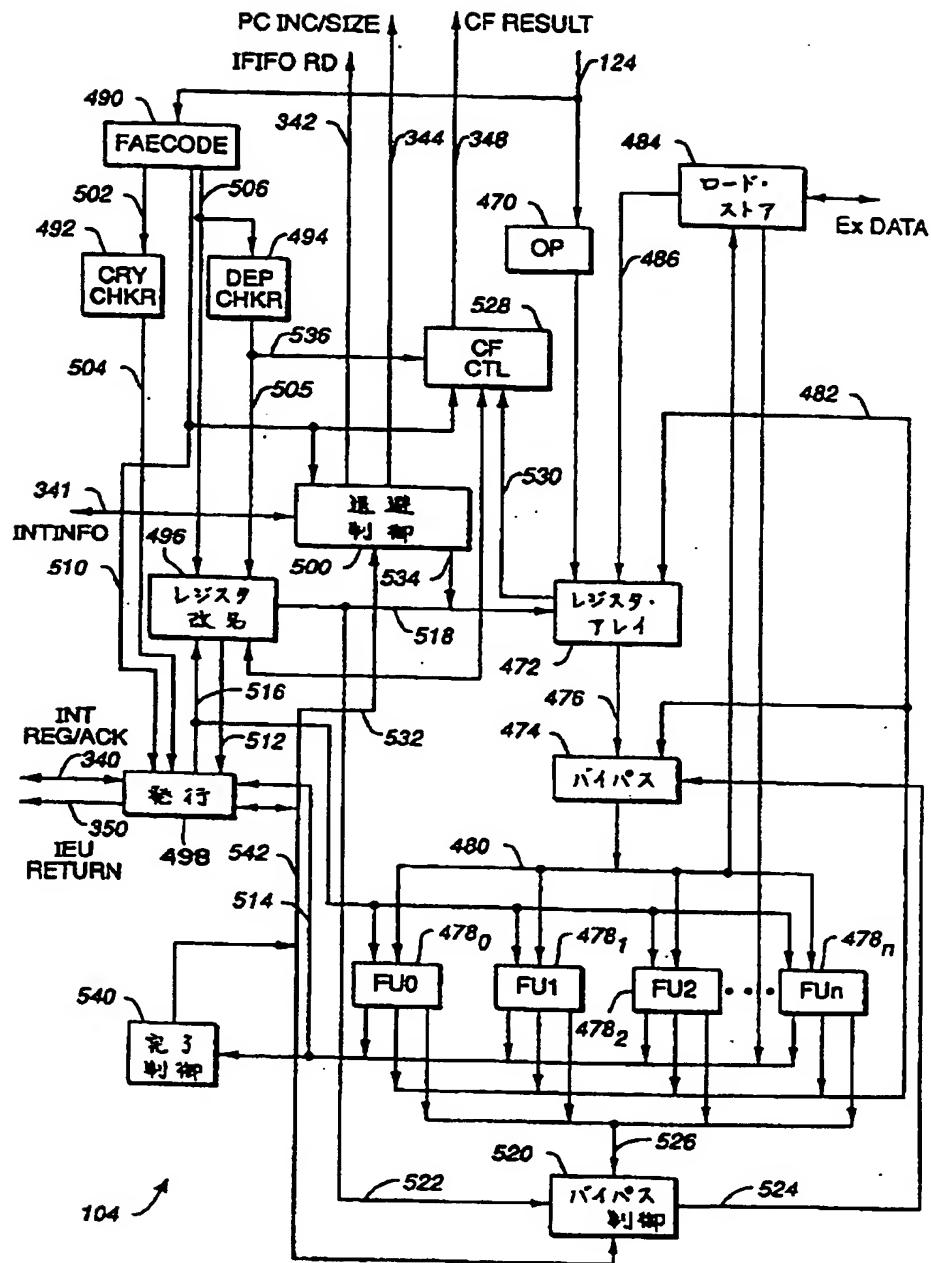 PC INC/SIZE
CF RESULT
IFIFO RD
124
490
342
344
348
484
FAECODE
ロード・
ストア
506
502
470
492
494
OP
486
Ex DATA
CRY
CHKR
DEP
CHKR
528
536
CF
CTL
504
505
482
341
530
INTINFO
退避
制御
496
500
534
510
レジスタ
改名
518
レジスタ・
アレイ
472
516
476
INT
REG/ACK
512
532
474
340
発行
バイパス
350
498
IEU
RETURN
542
480
514
478₀
478₁
478n
FU0
FU1
FU2
FUn
540
478₂
完了
制御
520
526
522
バイパス
制御
524
104